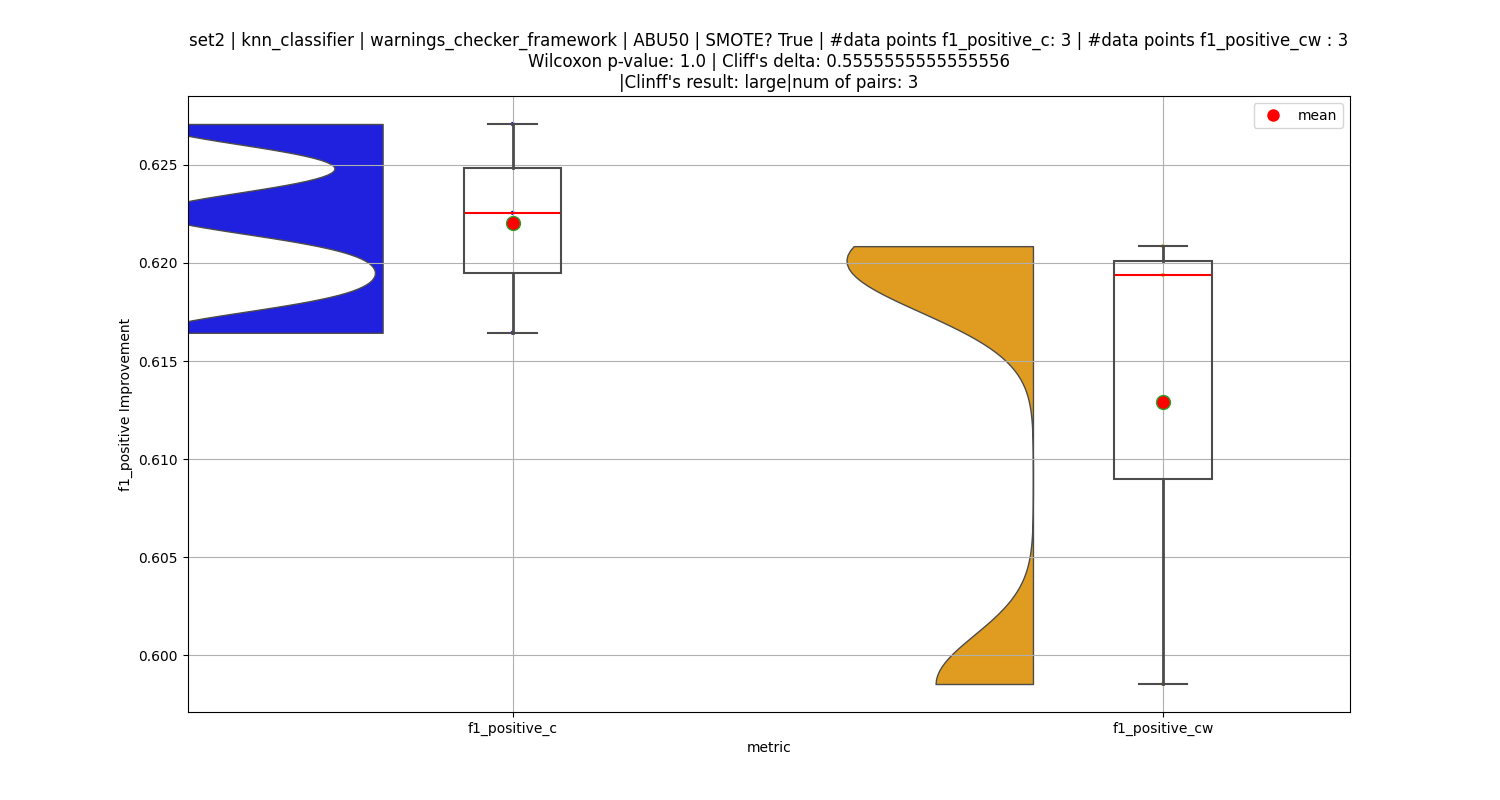 set2 | knn_classifier | warnings_checker_framework | ABU50 | SMOTE? True | #data points f1_positive_c: 3 | #data points f1_positive_cw : 3
Wilcoxon p-value: 1.0 | Cliff's delta: 0.5555555555555556
|Clinff's result: large|num of pairs: 3
mean
0.625
0.620
0.615
0.610
0.605
0.600
f1_positive Improvement
f1_positive_c
f1_positive_cw
metric